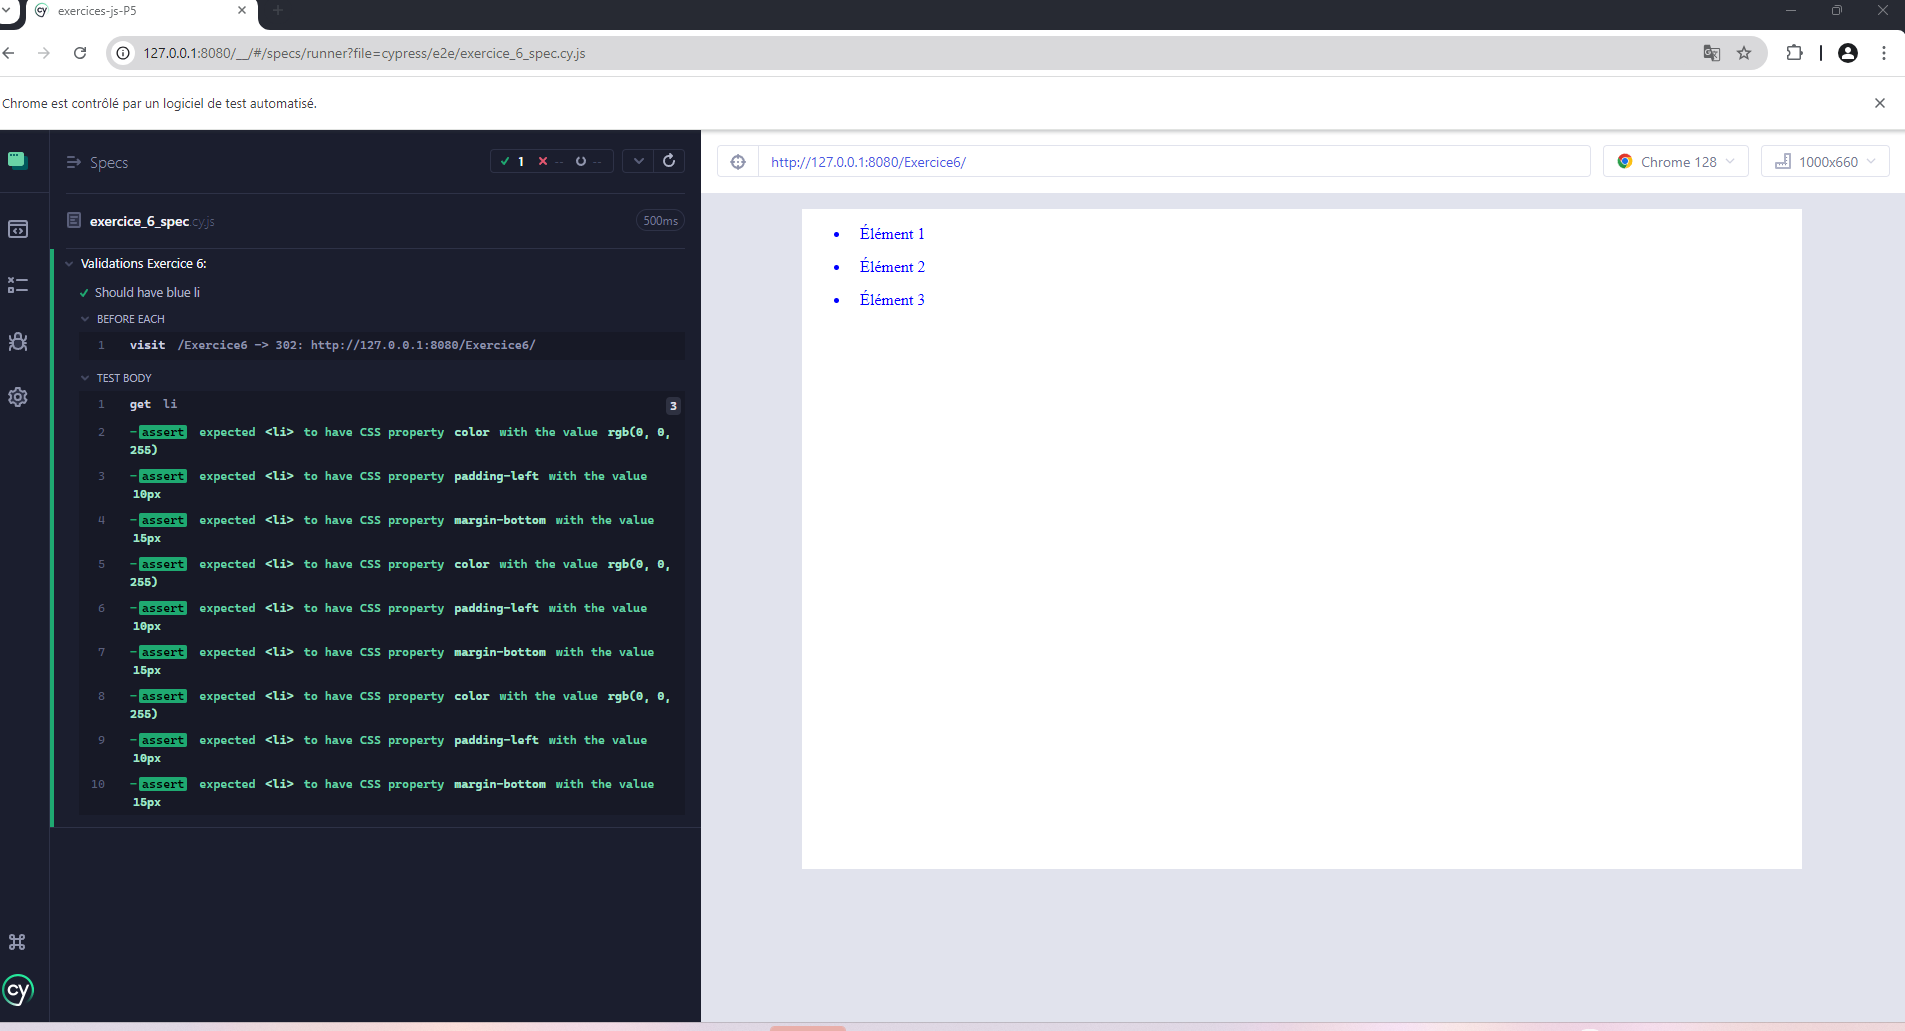 exercices-js-P5
127.0.0.1:8080/__/#/specs/runner?file=cypress/e2e/exercice_6_spec.cy.js
Chrome est contrôlé par un logiciel de test automatisé.
Specs
1 -- --
exercice_6_spec.cy.js
500ms
Validations Exercice 6:
Should have blue li
BEFORE EACH
1 visit /Exercice6 -> 302: http://127.0.0.1:8080/Exercice6/
TEST BODY
1 get li 3
2 -assert expected <li> to have CSS property color with the value rgb(0, 0,
255)
3 -assert expected <li> to have CSS property padding-left with the value
10px
4 -assert expected <li> to have CSS property margin-bottom with the value
15px
5 -assert expected <li> to have CSS property color with the value rgb(0, 0,
255)
6 -assert expected <li> to have CSS property padding-left with the value
10px
7 -assert expected <li> to have CSS property margin-bottom with the value
15px
8 -assert expected <li> to have CSS property color with the value rgb(0, 0,
255)
9 -assert expected <li> to have CSS property padding-left with the value
10px
10 -assert expected <li> to have CSS property margin-bottom with the value
15px
cy
http://127.0.0.1:8080/Exercice6/
Chrome 128
1000x660
• Élément 1
• Élément 2
• Élément 3